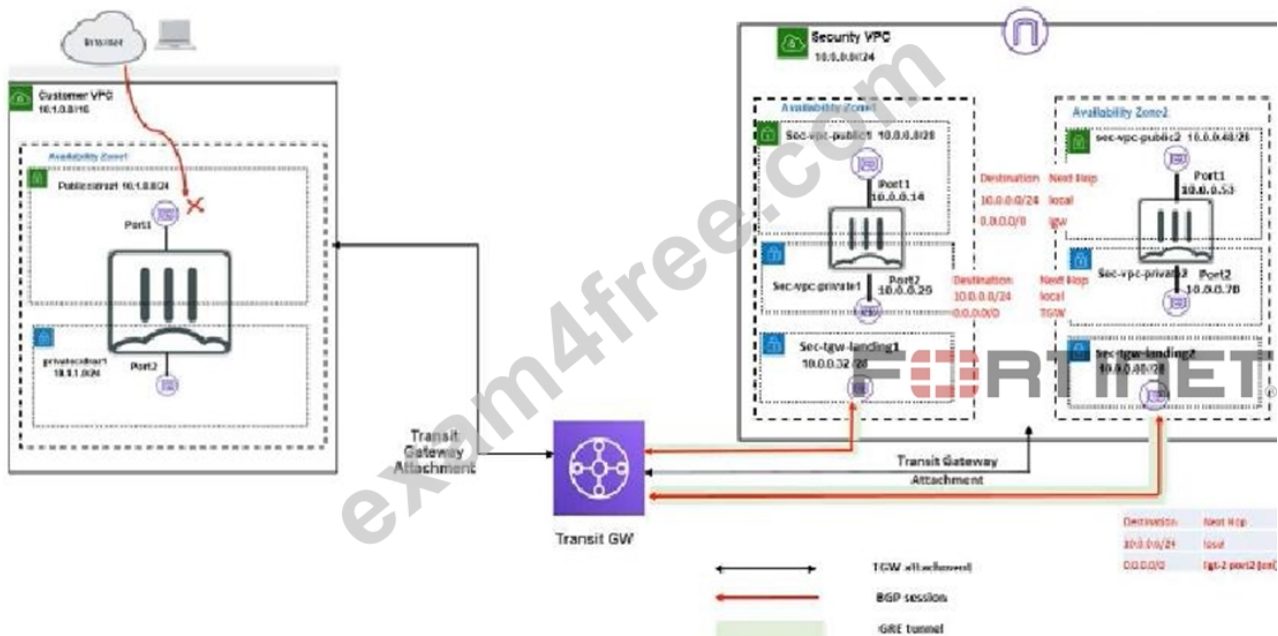 Internet
Customer VPC
10.1.0.0/16
Availability Zone1
Port1
Port2
Transit
Gateway
Attachment
Transit GW
Security VPC
10.0.0.0/24
Availability Zone1
Sec-vpc-public1 10.0.0.0/28
Port1
10.0.0.14
Sec-vpc-private1
Port2
10.0.0.29
Sec-tgw-landing1
10.0.0.32/28
Destination Next Hop
10.0.0.0/24 local
0.0.0.0/0 tgw
Destination Next Hop
10.0.0.0/24 local
0.0.0.0/0 TGW
Availability Zone2
sec-vpc-public2 10.0.0.48/28
Port1
10.0.0.53
Sec-vpc-private2
Port2
10.0.0.70
Sec-tgw-landing2
Transit Gateway
Attachment
Destination Next Hop
10.0.0.0/24 local
0.0.0.0/0
TGW attachment
BGP session
GRE tunnel
exam4free.com
FORTINET